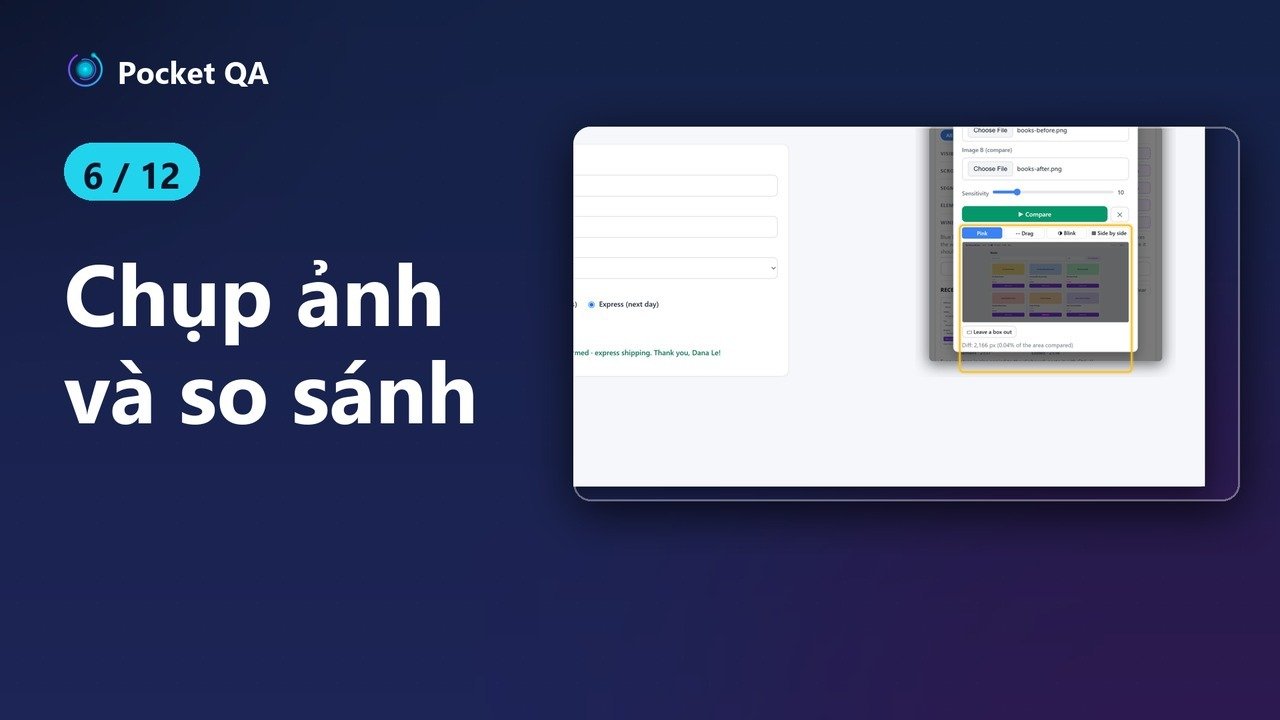 Pocket QA
6 / 12
Chụp ảnh
và so sánh
Express (next day)
med - express shipping. Thank you, Dana Le!
Choose File books-before.png
Image B (compare)
Choose File books-after.png
Sensitivity 10
▶ Compare ×
Pink ↔ Drag ◑ Blink Side by side
Leave a box out
Diff: 2,166 px (0.04% of the area compared)